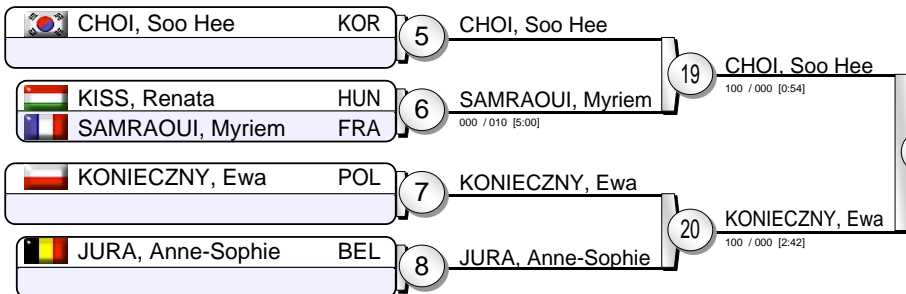 CHOI, Soo Hee KOR
5
CHOI, Soo Hee
KISS, Renata HUN
SAMRAOUI, Myriem FRA
6
SAMRAOUI, Myriem
000 / 010 [5:00]
19
CHOI, Soo Hee
100 / 000 [0:54]
KONIECZNY, Ewa POL
7
KONIECZNY, Ewa
JURA, Anne-Sophie BEL
8
JURA, Anne-Sophie
20
KONIECZNY, Ewa
100 / 000 [2:42]